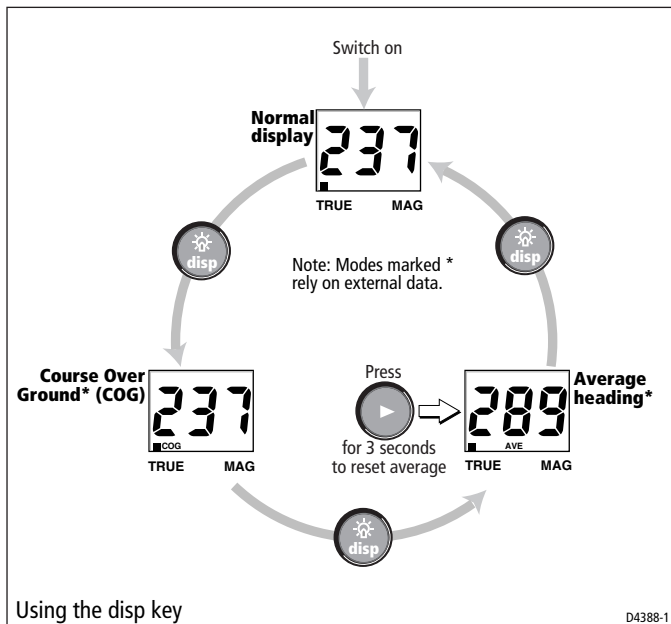 Switch on
Normal
display
237
TRUE MAG
disp
disp
Note: Modes marked *
rely on external data.
Course Over
Ground* (COG)
237
COG
TRUE MAG
Press
for 3 seconds
to reset average
289
AVE
TRUE MAG
Average
heading*
disp
Using the disp key
D4388-1